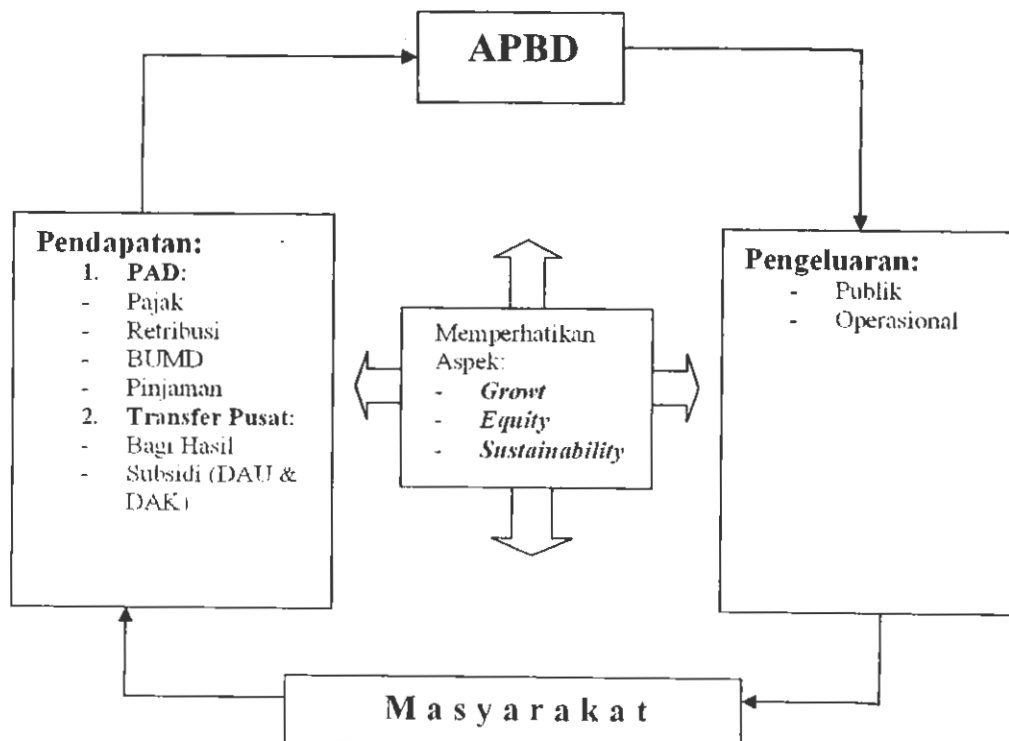 APBD
Pendapatan:
1. PAD:
- Pajak
- Retribusi
- BUMD
- Pinjaman
2. Transfer Pusat:
- Bagi Hasil
- Subsidi (DAU &
DAK)
Memperhatikan
Aspek:
- Growt
- Equity
- Sustainability
Pengeluaran:
- Publik
- Operasional
Masyarakat